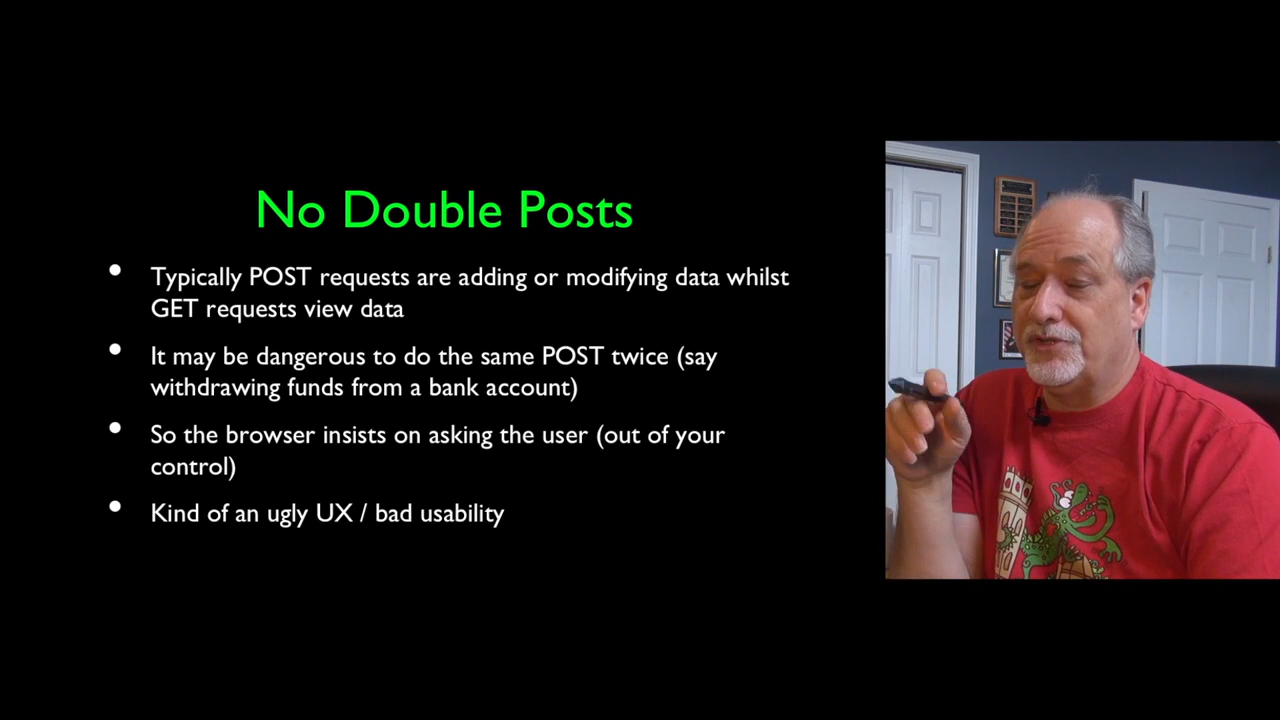 No Double Posts
• Typically POST requests are adding or modifying data whilst
GET requests view data
• It may be dangerous to do the same POST twice (say
withdrawing funds from a bank account)
• So the browser insists on asking the user (out of your
control)
• Kind of an ugly UX / bad usability